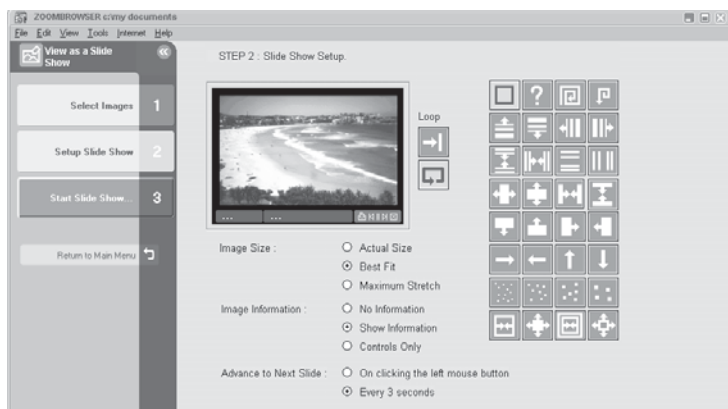 ZOOMBROWSER c:\my documents
File Edit View Tools Internet Help
View as a Slide
Show
STEP 2 : Slide Show Setup.
Select Images 1
Setup Slide Show 2
Start Slide Show... 3
Return to Main Menu
Loop
Image Size :
Actual Size
Best Fit
Maximum Stretch
Image Information :
No Information
Show Information
Controls Only
Advance to Next Slide :
On clicking the left mouse button
Every 3 seconds